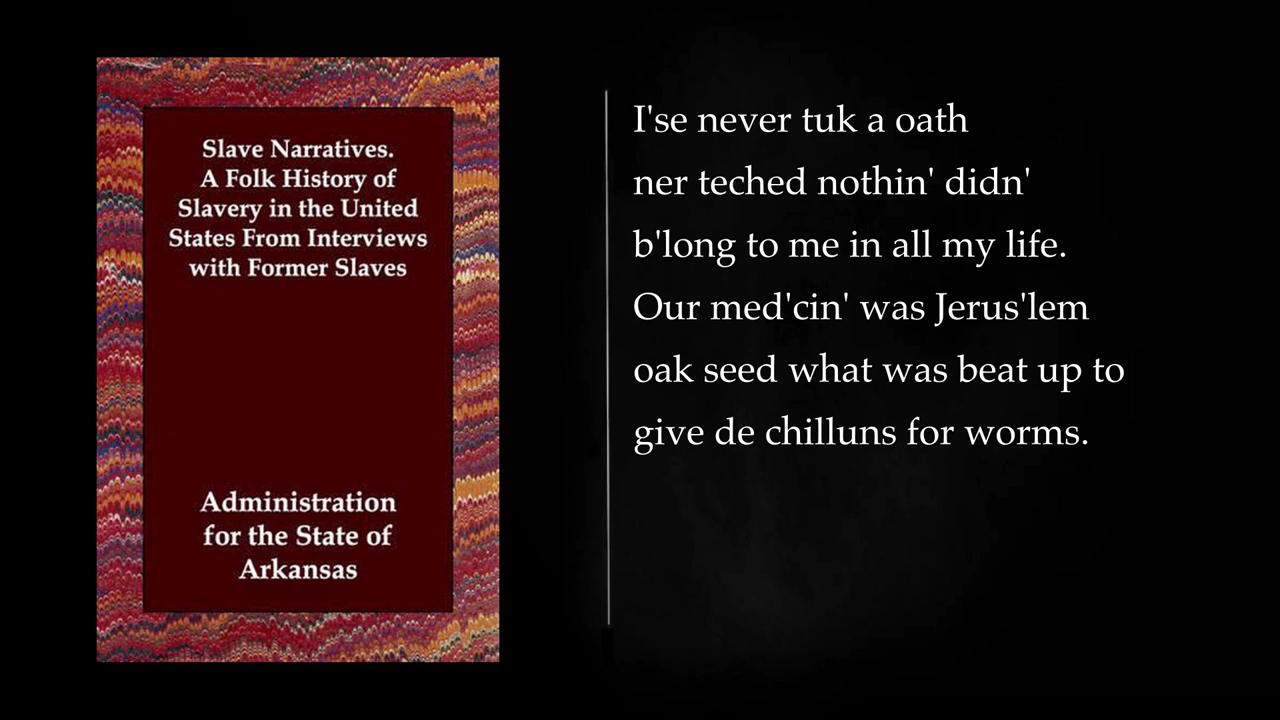 Slave Narratives.
A Folk History of
Slavery in the United
States From Interviews
with Former Slaves
Administration
for the State of
Arkansas
I'se never tuk a oath
ner teched nothin' didn'
b'long to me in all my life.
Our med'cin' was Jerus'lem
oak seed what was beat up to
give de chilluns for worms.